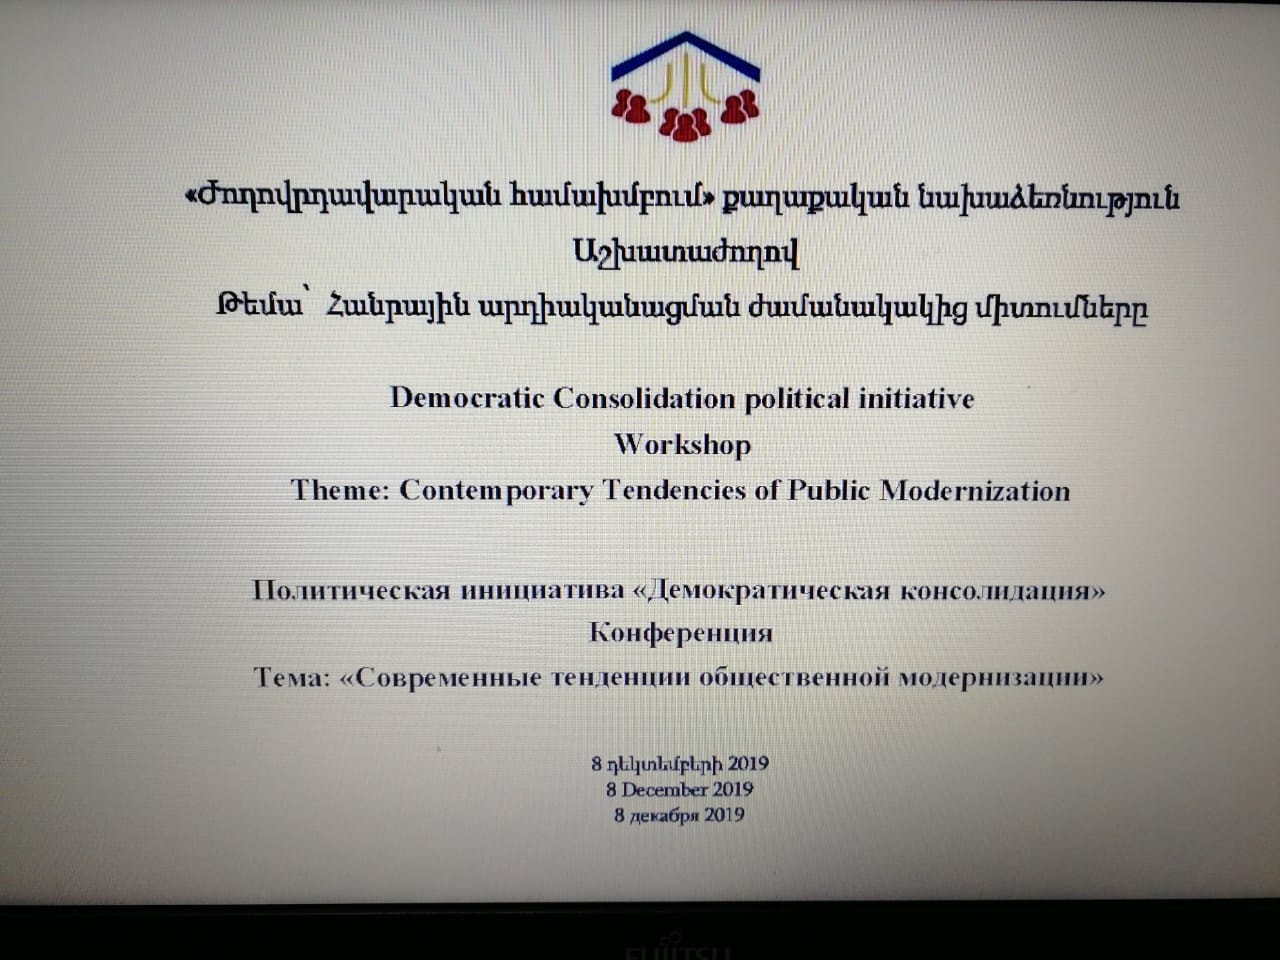 «Ժողովրդավարական համախմբում» քաղաքական նախաձեռնություն
Աշխատաժողով
Թեմա՝ Հանրային արդիականացման ժամանակակից միտումները
Democratic Consolidation political initiative
Workshop
Theme: Contemporary Tendencies of Public Modernization
Политическая инициатива «Демократическая консолидация»
Конференция
Тема: «Современные тенденции общественной модернизации»
8 դեկտեմբերի 2019
8 December 2019
8 декабря 2019
FUJITSU